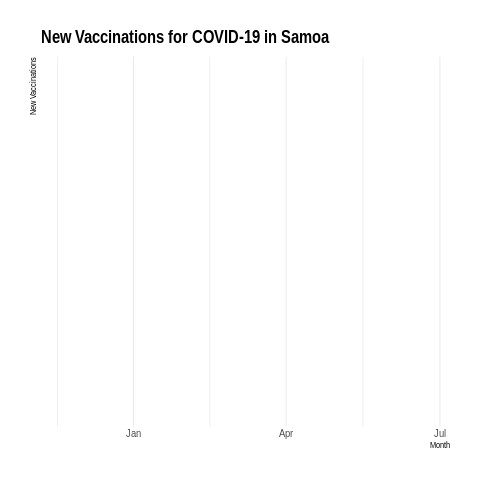 New Vaccinations for COVID-19 in Samoa
New Vaccinations
Jan Apr Jul
Month